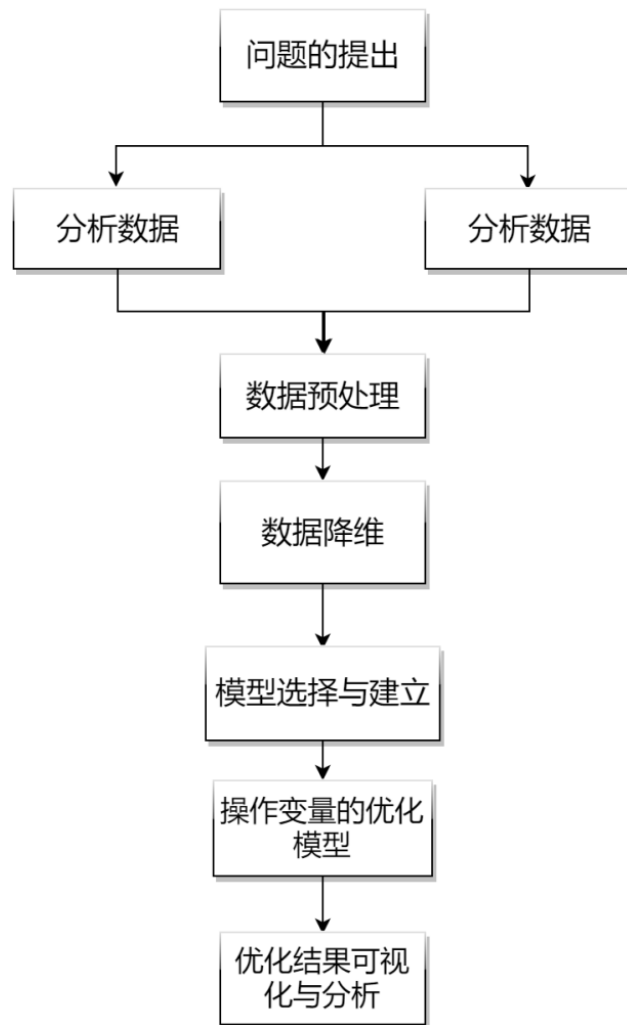 问题的提出
分析数据
分析数据
数据预处理
数据降维
模型选择与建立
操作变量的优化
模型
优化结果可视
化与分析